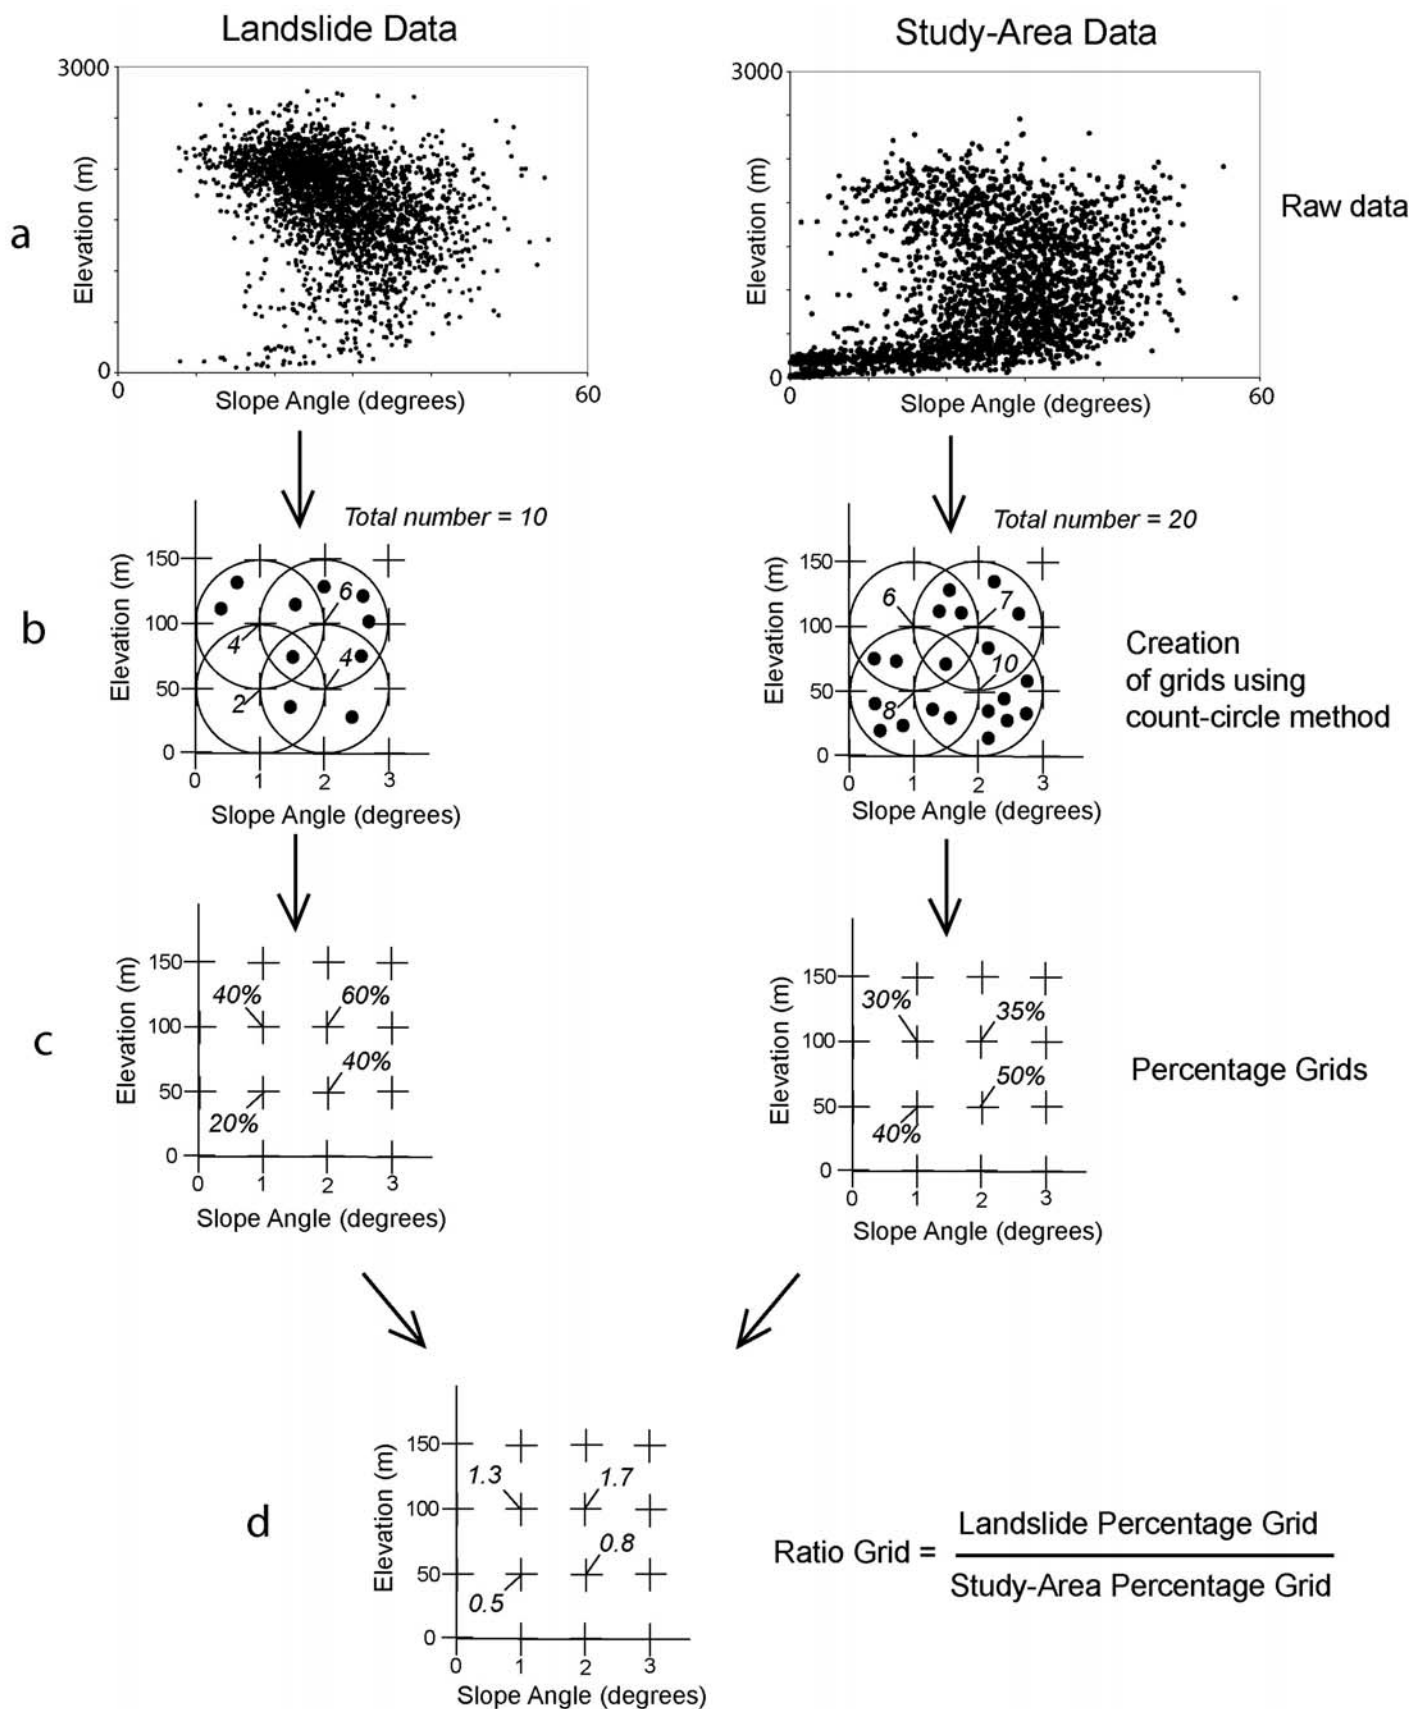 Landslide Data
Study-Area Data
a
3000
Elevation (m)
0
0
60
Slope Angle (degrees)
3000
Elevation (m)
0
0
60
Slope Angle (degrees)
Raw data
b
Total number = 10
150
100
50
0
Elevation (m)
6
4
4
2
0
1
2
3
Slope Angle (degrees)
Total number = 20
150
100
50
0
Elevation (m)
6
7
10
8
0
1
2
3
Slope Angle (degrees)
Creation
of grids using
count-circle method
c
150
100
50
0
Elevation (m)
40%
60%
40%
20%
0
1
2
3
Slope Angle (degrees)
150
100
50
0
Elevation (m)
30%
35%
50%
40%
0
1
2
3
Slope Angle (degrees)
Percentage Grids
d
150
100
50
0
Elevation (m)
1.3
1.7
0.8
0.5
0
1
2
3
Slope Angle (degrees)
Landslide Percentage Grid
Ratio Grid =
Study-Area Percentage Grid